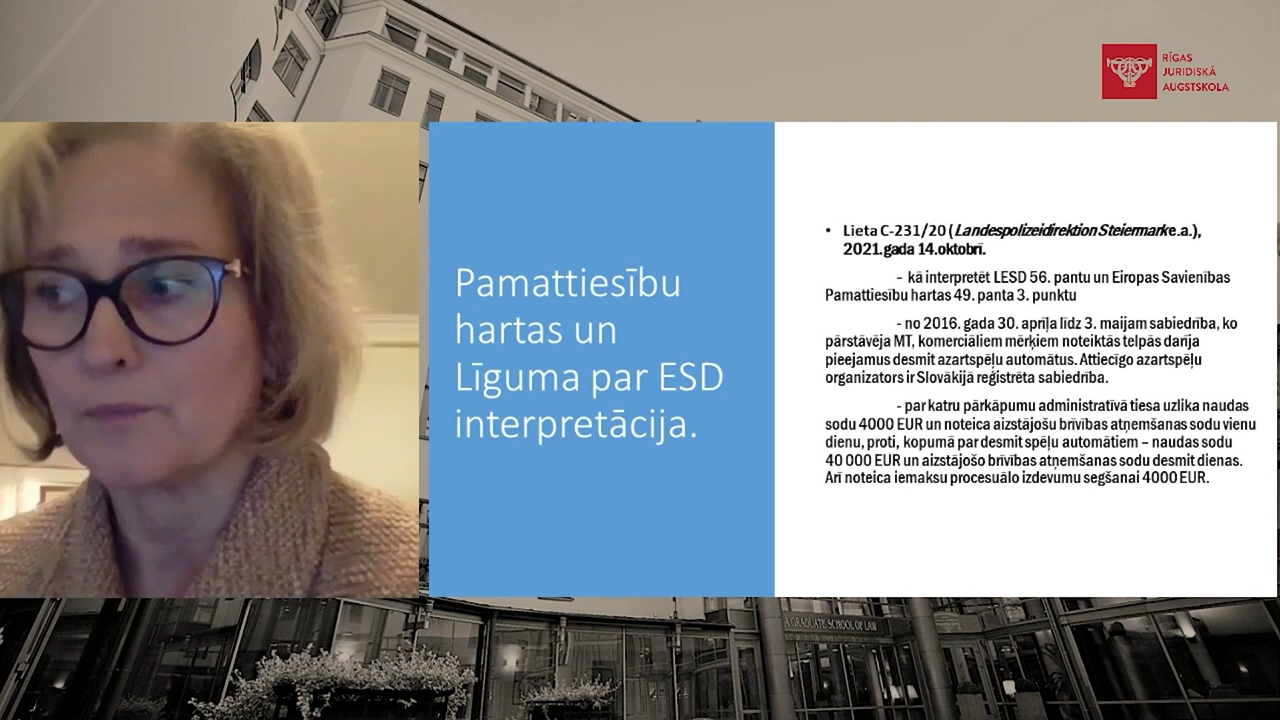 RĪGAS
JURIDISKĀ
AUGSTSKOLA
Pamattiesību
hartas un
Līguma par ESD
interpretācija.
• Lieta C-231/20 (Landespolizeidirektion Steiermark e.a.),
2021.gada 14.oktobrī.
- kā interpretēt LESD 56. pantu un Eiropas Savienības
Pamattiesību hartas 49. panta 3. punktu
- no 2016. gada 30. aprīļa līdz 3. maijam sabiedrība, ko
pārstāvēja MT, komerciāliem mērķiem noteiktās telpās darīja
pieejamus desmit azartspēļu automātus. Attiecīgo azartspēļu
organizators ir Slovākijā reģistrēta sabiedrība.
- par katru pārkāpumu administratīvā tiesa uzlika naudas
sodu 4000 EUR un noteica aizstājošu brīvības atņemšanas sodu vienu
dienu, proti, kopumā par desmit spēļu automātiem – naudas sodu
40 000 EUR un aizstājošo brīvības atņemšanas sodu desmit dienas.
Arī noteica iemaksu procesuālo izdevumu segšanai 4000 EUR.
A GRADUATE SCHOOL OF LAW